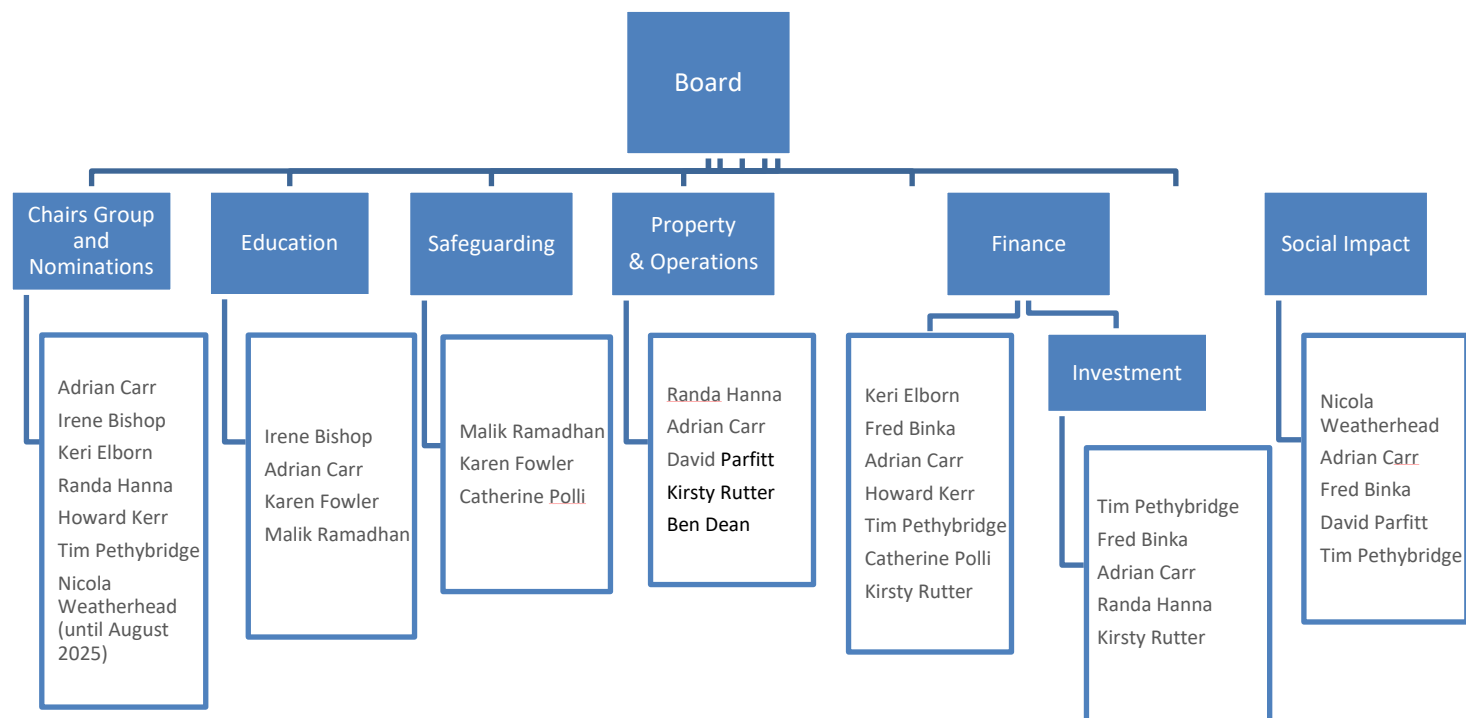 Board
Chairs Group
and
Nominations
Education
Safeguarding
Property
& Operations
Finance
Social Impact
Investment
Adrian Carr
Irene Bishop
Keri Elborn
Randa Hanna
Howard Kerr
Tim Pethybridge
Nicola
Weatherhead
(until August
2025)
Irene Bishop
Adrian Carr
Karen Fowler
Malik Ramadhan
Malik Ramadhan
Karen Fowler
Catherine Polli
Randa Hanna
Adrian Carr
David Parfitt
Kirsty Rutter
Ben Dean
Keri Elborn
Fred Binka
Adrian Carr
Howard Kerr
Tim Pethybridge
Catherine Polli
Kirsty Rutter
Tim Pethybridge
Fred Binka
Adrian Carr
Randa Hanna
Kirsty Rutter
Nicola
Weatherhead
Adrian Carr
Fred Binka
David Parfitt
Tim Pethybridge